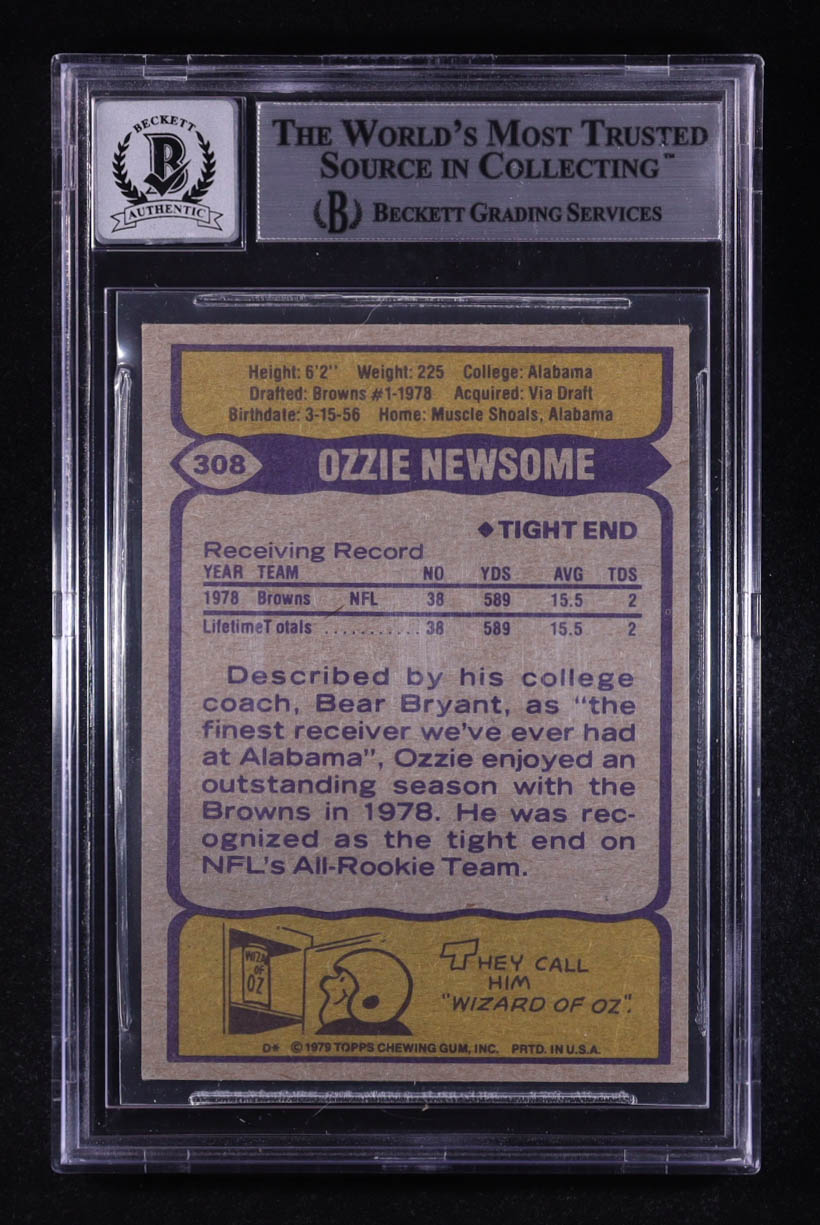 BECKETT
B
AUTHENTIC
THE WORLD'S MOST TRUSTED
SOURCE IN COLLECTING™
B BECKETT GRADING SERVICES
Height: 6'2'' Weight: 225 College: Alabama
Drafted: Browns #1-1978 Acquired: Via Draft
Birthdate: 3-15-56 Home: Muscle Shoals, Alabama
308 OZZIE NEWSOME
◆TIGHT END
Receiving Record
YEAR TEAM NO YDS AVG TDS
1978 Browns NFL 38 589 15.5 2
LifetimeT otals ........... 38 589 15.5 2
Described by his college
coach, Bear Bryant, as "the
finest receiver we've ever had
at Alabama", Ozzie enjoyed an
outstanding season with the
Browns in 1978. He was rec-
ognized as the tight end on
NFL's All-Rookie Team.
WIZA
OF
OZ
THEY CALL
HIM
"WIZARD OF OZ".
D* © 1979 TOPPS CHEWING GUM, INC. PRTD. IN U.S.A.